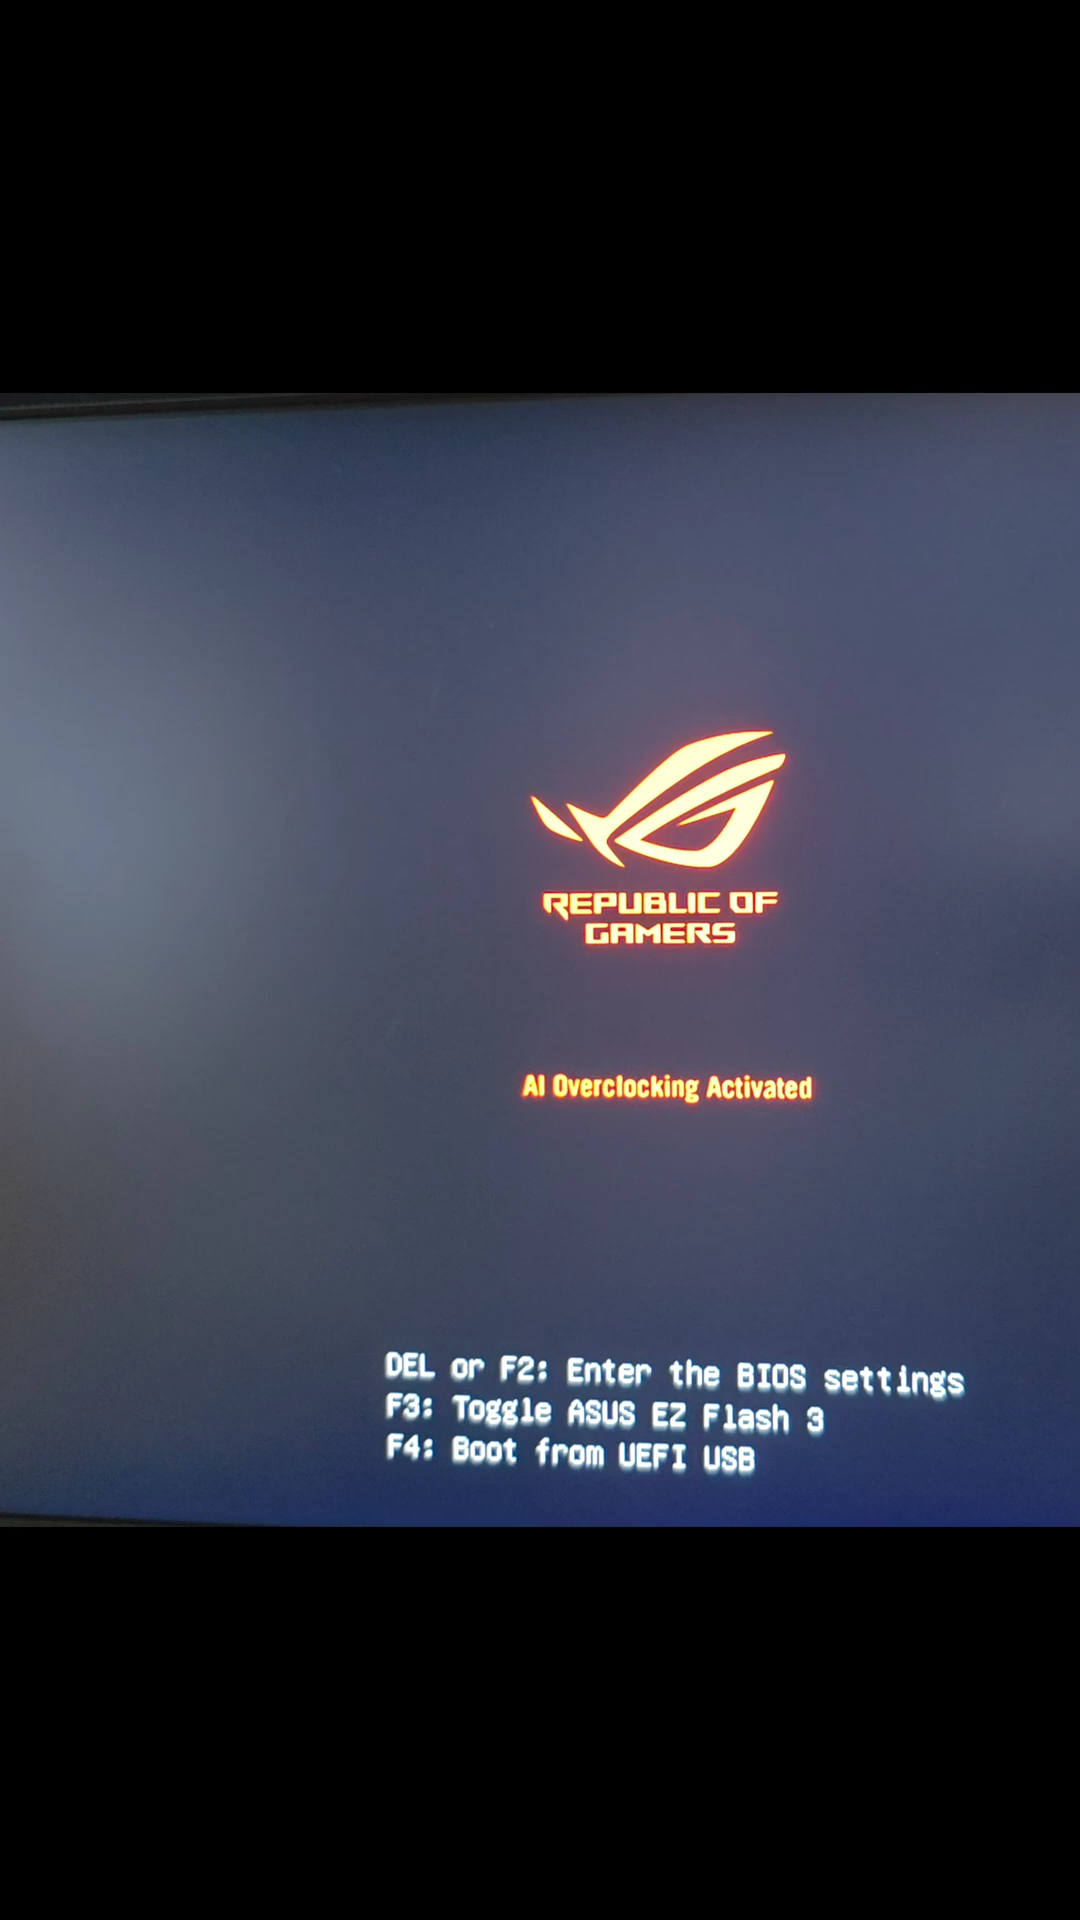 REPUBLIC OF
GAMERS
AI Overclocking Activated
DEL or F2: Enter the BIOS settings
F3: Toggle ASUS EZ Flash 3
F4: Boot from UEFI USB